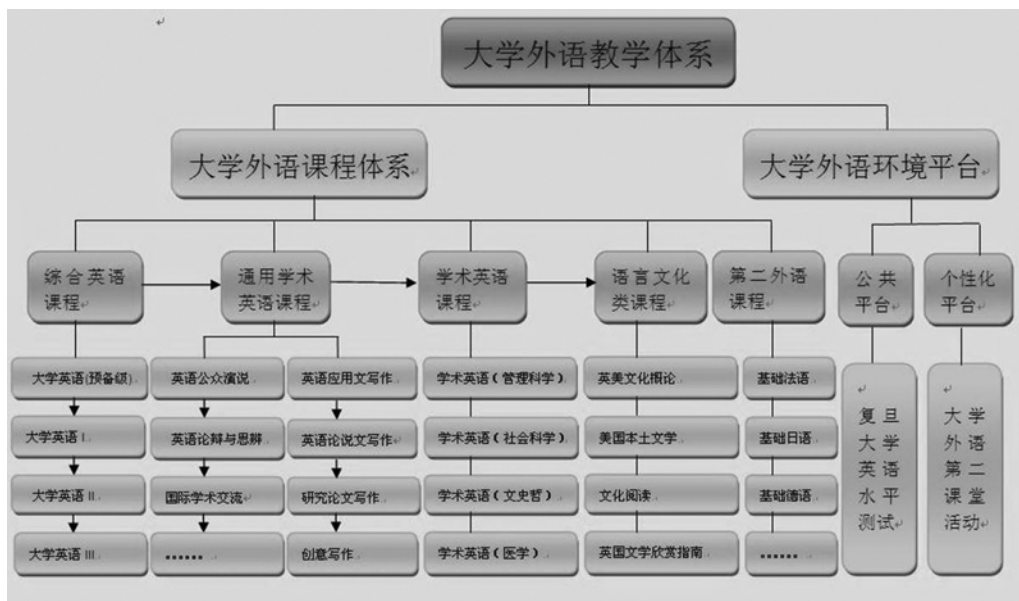 大学外语教学体系
大学外语课程体系
大学外语环境平台
综合英语
课程
通用学术
英语课程
学术英语
课程
语言文化
类课程
第二外语
课程
公共
平台
个性化
平台
大学英语(预备级)
英语公众演说
英语应用文写作
学术英语（管理科学）
英美文化概论
基础法语
大学英语 I
英语论辩与思辨
英语论说文写作
学术英语（社会科学）
美国本土文学
基础日语
大学英语 II
国际学术交流
研究论文写作
学术英语（文史哲）
文化阅读
基础德语
大学英语 III
……
创意写作
学术英语（医学）
英国文学欣赏指南
……
复旦
大学
英语
水平
测试
大学
外语
第二
课堂
活动